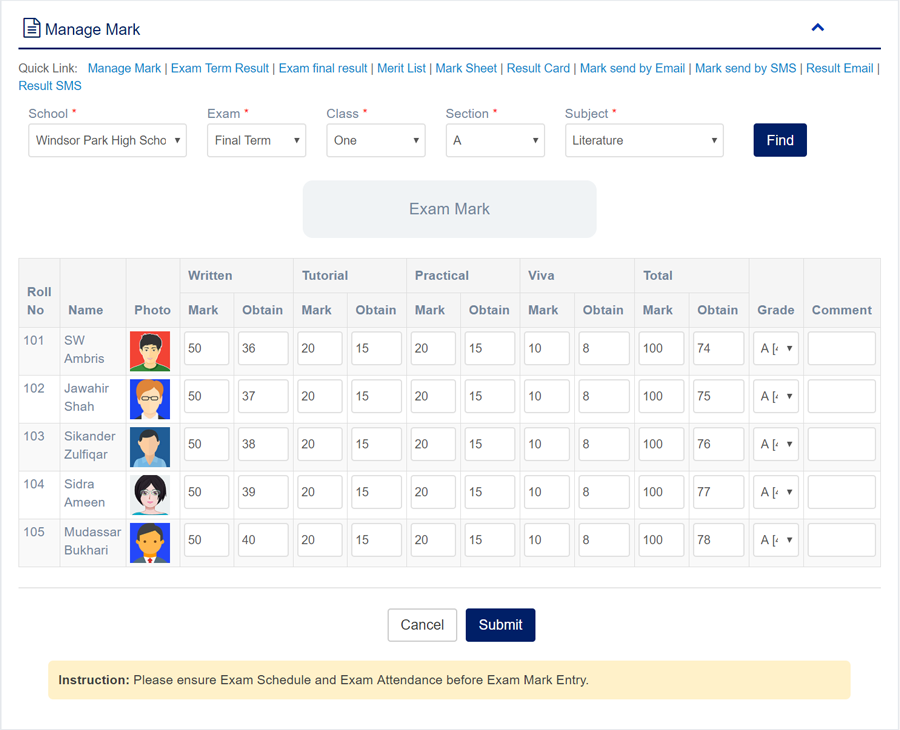 Manage Mark
Quick Link: Manage Mark | Exam Term Result | Exam final result | Merit List | Mark Sheet | Result Card | Mark send by Email | Mark send by SMS | Result Email |
Result SMS
School * Exam * Class * Section * Subject *
Windsor Park High Scho Final Term One A Literature Find
Exam Mark
Written Tutorial Practical Viva Total
Roll No Name Photo Mark Obtain Mark Obtain Mark Obtain Mark Obtain Mark Obtain Grade Comment
101 SW Ambris 50 36 20 15 20 15 10 8 100 74 A [
102 Jawahir Shah 50 37 20 15 20 15 10 8 100 75 A [
103 Sikander Zulfiqar 50 38 20 15 20 15 10 8 100 76 A [
104 Sidra Ameen 50 39 20 15 20 15 10 8 100 77 A [
105 Mudassar Bukhari 50 40 20 15 20 15 10 8 100 78 A [
Cancel Submit
Instruction: Please ensure Exam Schedule and Exam Attendance before Exam Mark Entry.